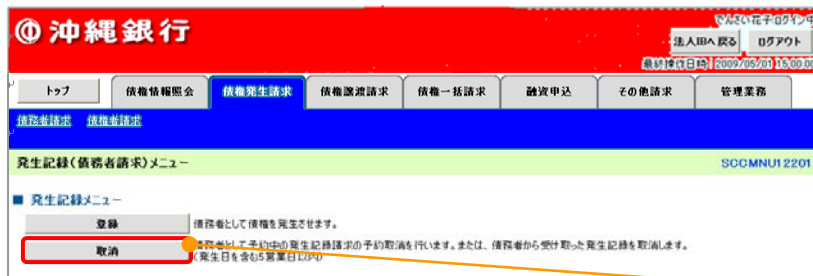 沖縄銀行
でんさい花子ログイン中
法人IBへ戻る ログアウト
最終操作日時 2009/05/01 15:00:00
トップ 債権情報照会 債権発生請求 債権譲渡請求 債権一括請求 融資申込 その他請求 管理業務
債務者請求 債権者請求
発生記録(債務者請求)メニュー SCCMNU12201
■ 発生記録メニュー
登録 債務者として債権を発生させます。
取消 債務者として予約中の発生記録請求の予約取消を行います。または、債務者から受け取った発生記録を取消します。
(発生日を含む5営業日以内)